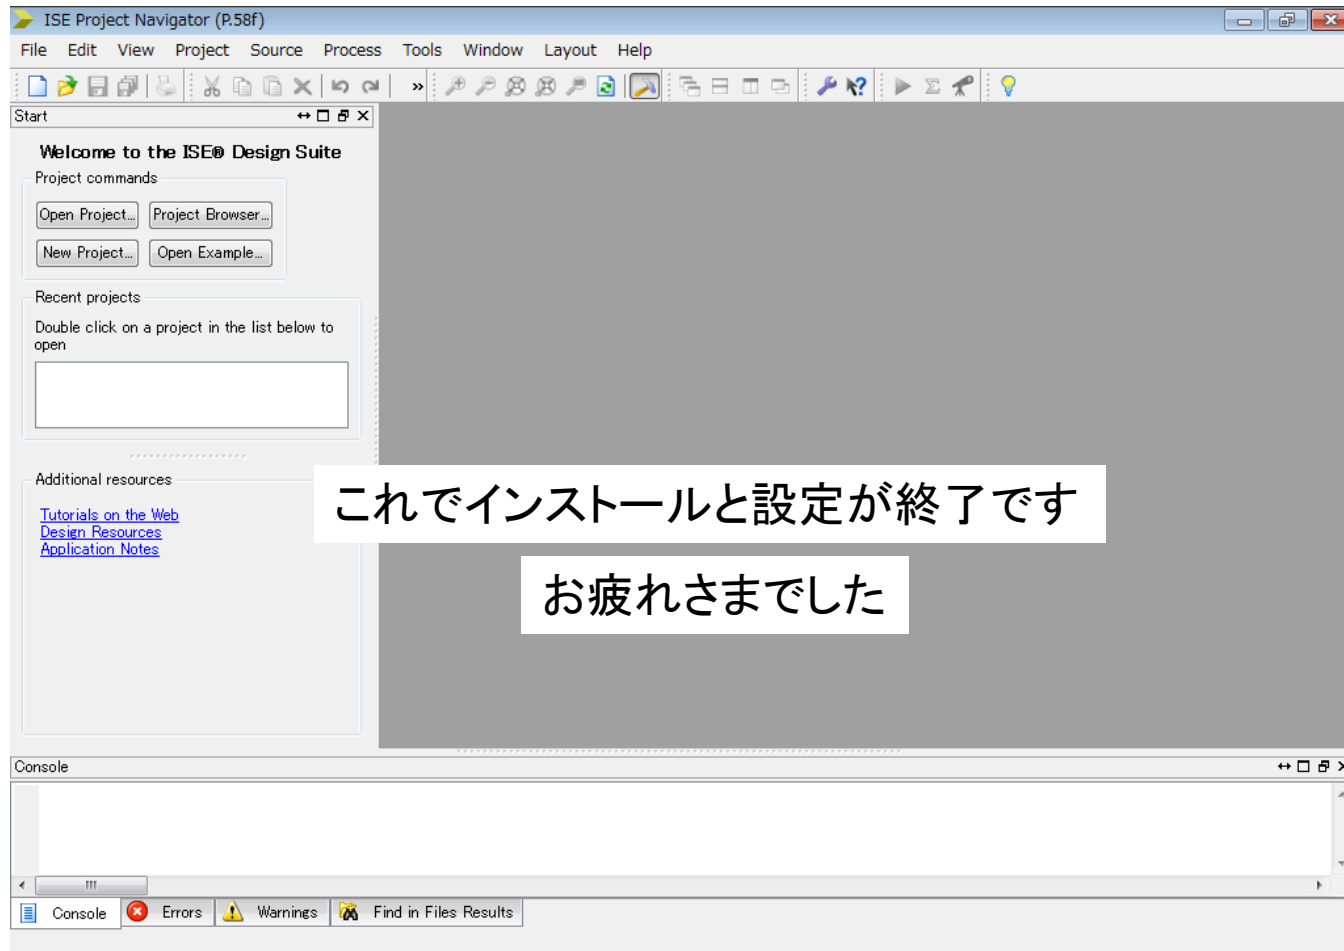 ISE Project Navigator (P.58f)
File Edit View Project Source Process Tools Window Layout Help
Start
Welcome to the ISE® Design Suite
Project commands
Open Project... Project Browser...
New Project... Open Example...
Recent projects
Double click on a project in the list below to
open
Additional resources
Tutorials on the Web
Design Resources
Application Notes
これでインストールと設定が終了です
お疲れさまでした
Console
Console Errors Warnings Find in Files Results